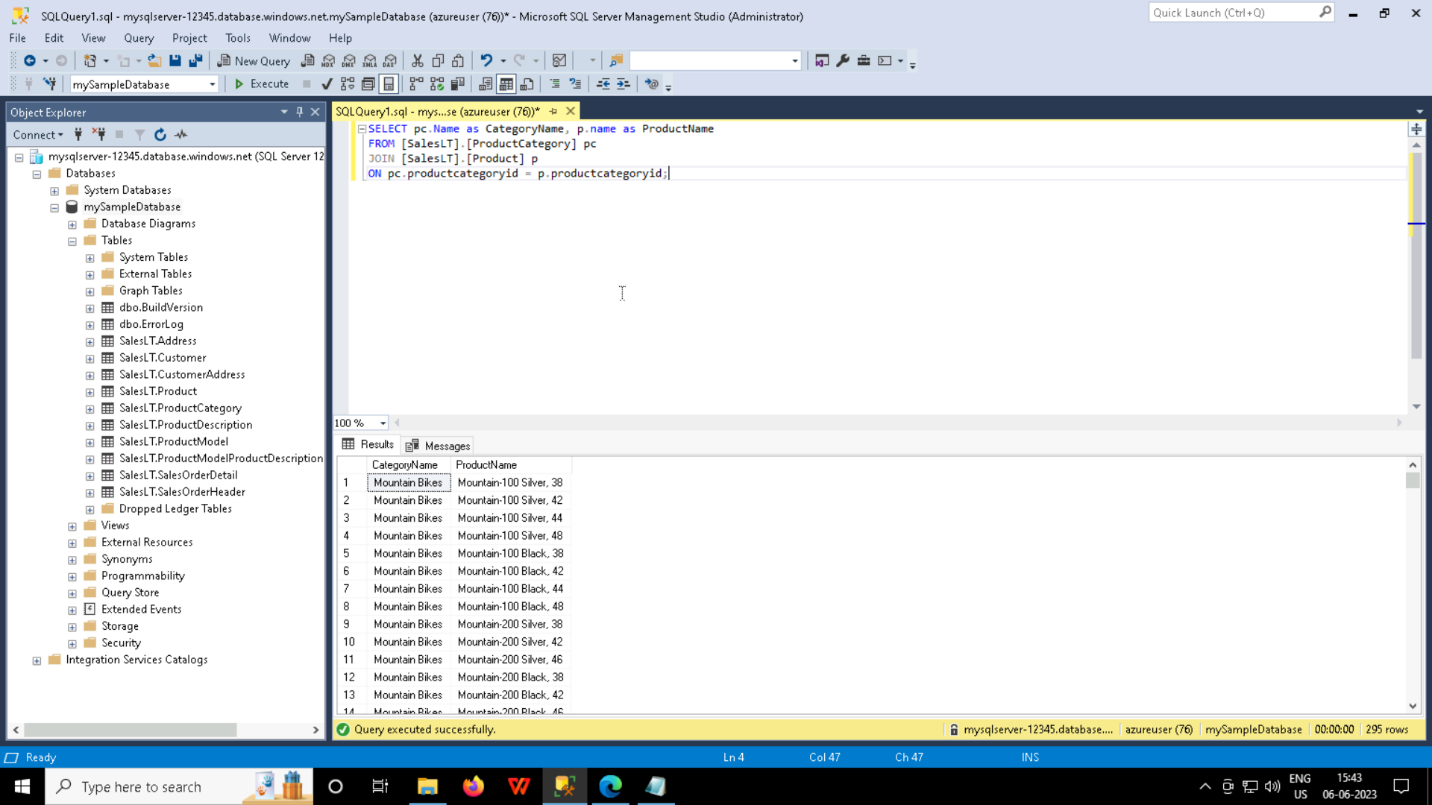 SQLQuery1.sql - mysqlserver-12345.database.windows.net.mySampleDatabase (azureuser (76))* - Microsoft SQL Server Management Studio (Administrator)
Quick Launch (Ctrl+Q)
File Edit View Query Project Tools Window Help
New Query
MDX DMX XMLA DAX
mySampleDatabase
Execute
Object Explorer
SQLQuery1.sql - mys...se (azureuser (76))*
Connect
mysqlserver-12345.database.windows.net (SQL Server 12
Databases
System Databases
mySampleDatabase
Database Diagrams
Tables
System Tables
External Tables
Graph Tables
dbo.BuildVersion
dbo.ErrorLog
SalesLT.Address
SalesLT.Customer
SalesLT.CustomerAddress
SalesLT.Product
SalesLT.ProductCategory
SalesLT.ProductDescription
SalesLT.ProductModel
SalesLT.ProductModelProductDescription
SalesLT.SalesOrderDetail
SalesLT.SalesOrderHeader
Dropped Ledger Tables
Views
External Resources
Synonyms
Programmability
Query Store
Extended Events
Storage
Security
Integration Services Catalogs
SELECT pc.Name as CategoryName, p.name as ProductName
FROM [SalesLT].[ProductCategory] pc
JOIN [SalesLT].[Product] p
ON pc.productcategoryid = p.productcategoryid;
100 %
Results Messages
CategoryName ProductName
1 Mountain Bikes Mountain-100 Silver, 38
2 Mountain Bikes Mountain-100 Silver, 42
3 Mountain Bikes Mountain-100 Silver, 44
4 Mountain Bikes Mountain-100 Silver, 48
5 Mountain Bikes Mountain-100 Black, 38
6 Mountain Bikes Mountain-100 Black, 42
7 Mountain Bikes Mountain-100 Black, 44
8 Mountain Bikes Mountain-100 Black, 48
9 Mountain Bikes Mountain-200 Silver, 38
10 Mountain Bikes Mountain-200 Silver, 42
11 Mountain Bikes Mountain-200 Silver, 46
12 Mountain Bikes Mountain-200 Black, 38
13 Mountain Bikes Mountain-200 Black, 42
14 Mountain Bikes Mountain-200 Black, 46
Query executed successfully.
mysqlserver-12345.database.... azureuser (76) mySampleDatabase 00:00:00 295 rows
Ready
Ln 4 Col 47 Ch 47 INS
Type here to search
ENG
US
15:43
06-06-2023